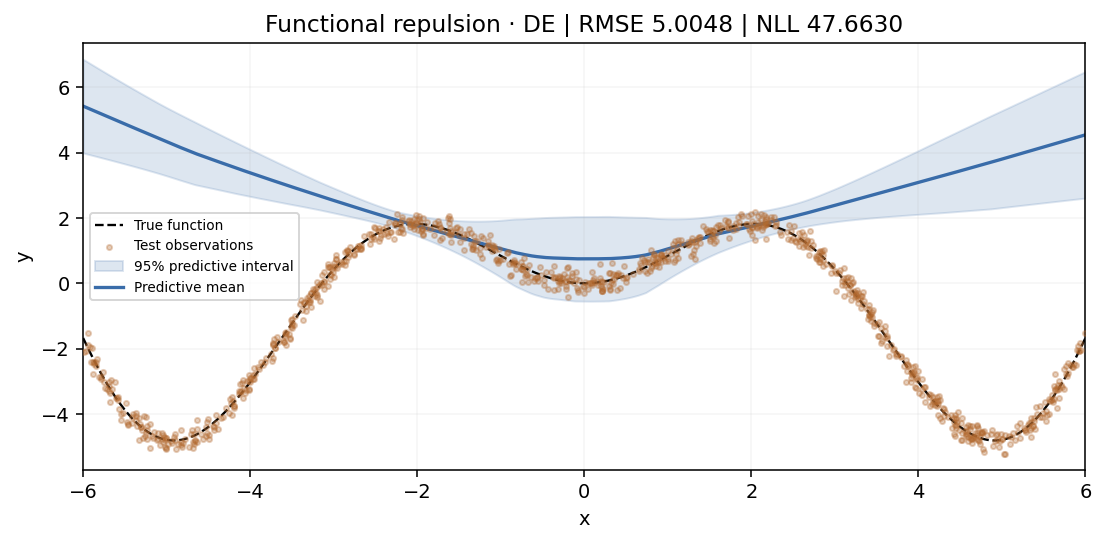 Functional repulsion · DE | RMSE 5.0048 | NLL 47.6630
y
6
4
2
0
−2
−4
True function
Test observations
95% predictive interval
Predictive mean
−6
−4
−2
0
2
4
6
x